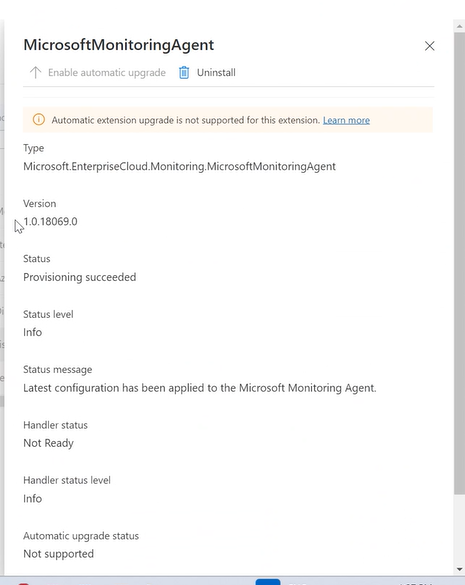 MicrosoftMonitoringAgent
Enable automatic upgrade
Uninstall
Automatic extension upgrade is not supported for this extension. Learn more
Type
Microsoft.EnterpriseCloud.Monitoring.MicrosoftMonitoringAgent
Version
1.0.18069.0
Status
Provisioning succeeded
Status level
Info
Status message
Latest configuration has been applied to the Microsoft Monitoring Agent.
Handler status
Not Ready
Handler status level
Info
Automatic upgrade status
Not supported